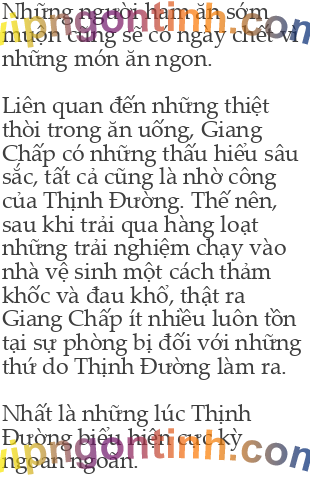 Những người ham ăn sớm
muộn cũng sẽ có ngày chết vì
những món ăn ngon.
Liên quan đến những thiệt
thòi trong ăn uống, Giang
Chấp có những thấu hiểu sâu
sắc, tất cả cũng là nhờ công
của Thịnh Đường. Thế nên,
sau khi trải qua hàng loạt
những trải nghiệm chạy vào
nhà vệ sinh một cách thảm
khốc và đau khổ, thật ra
Giang Chấp ít nhiều luôn tồn
tại sự phòng bị đối với những
thứ do Thịnh Đường làm ra.
Nhất là những lúc Thịnh
Đường biểu hiện cực kỳ
ngoan ngoãn.
vipngontinh.com
vipngontinh.com